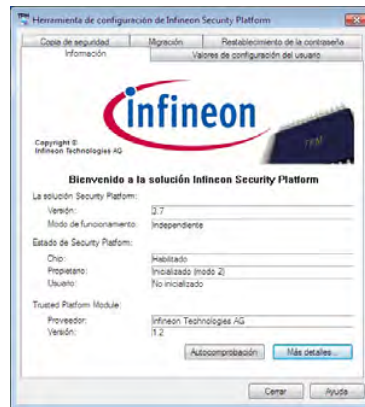 Herramienta de configuración de Infineon Security Platform
Copia de seguridad
Migración
Restablecimiento de la contraseña
Información
Valores de configuración del usuario
infineon
TPM
Copyright ©
Infineon Technologies AG
Bienvenido a la solución Infineon Security Platform
La solución Security Platform:
Versión: 3.7
Modo de funcionamiento: Independiente
Estado de Security Platform:
Chip: Habilitado
Propietario: Inicializado (modo 2)
Usuario: No inicializado
Trusted Platform Module:
Proveedor: Infineon Technologies AG
Versión: 1.2
Autocomprobación
Más detalles...
Cerrar
Ayuda